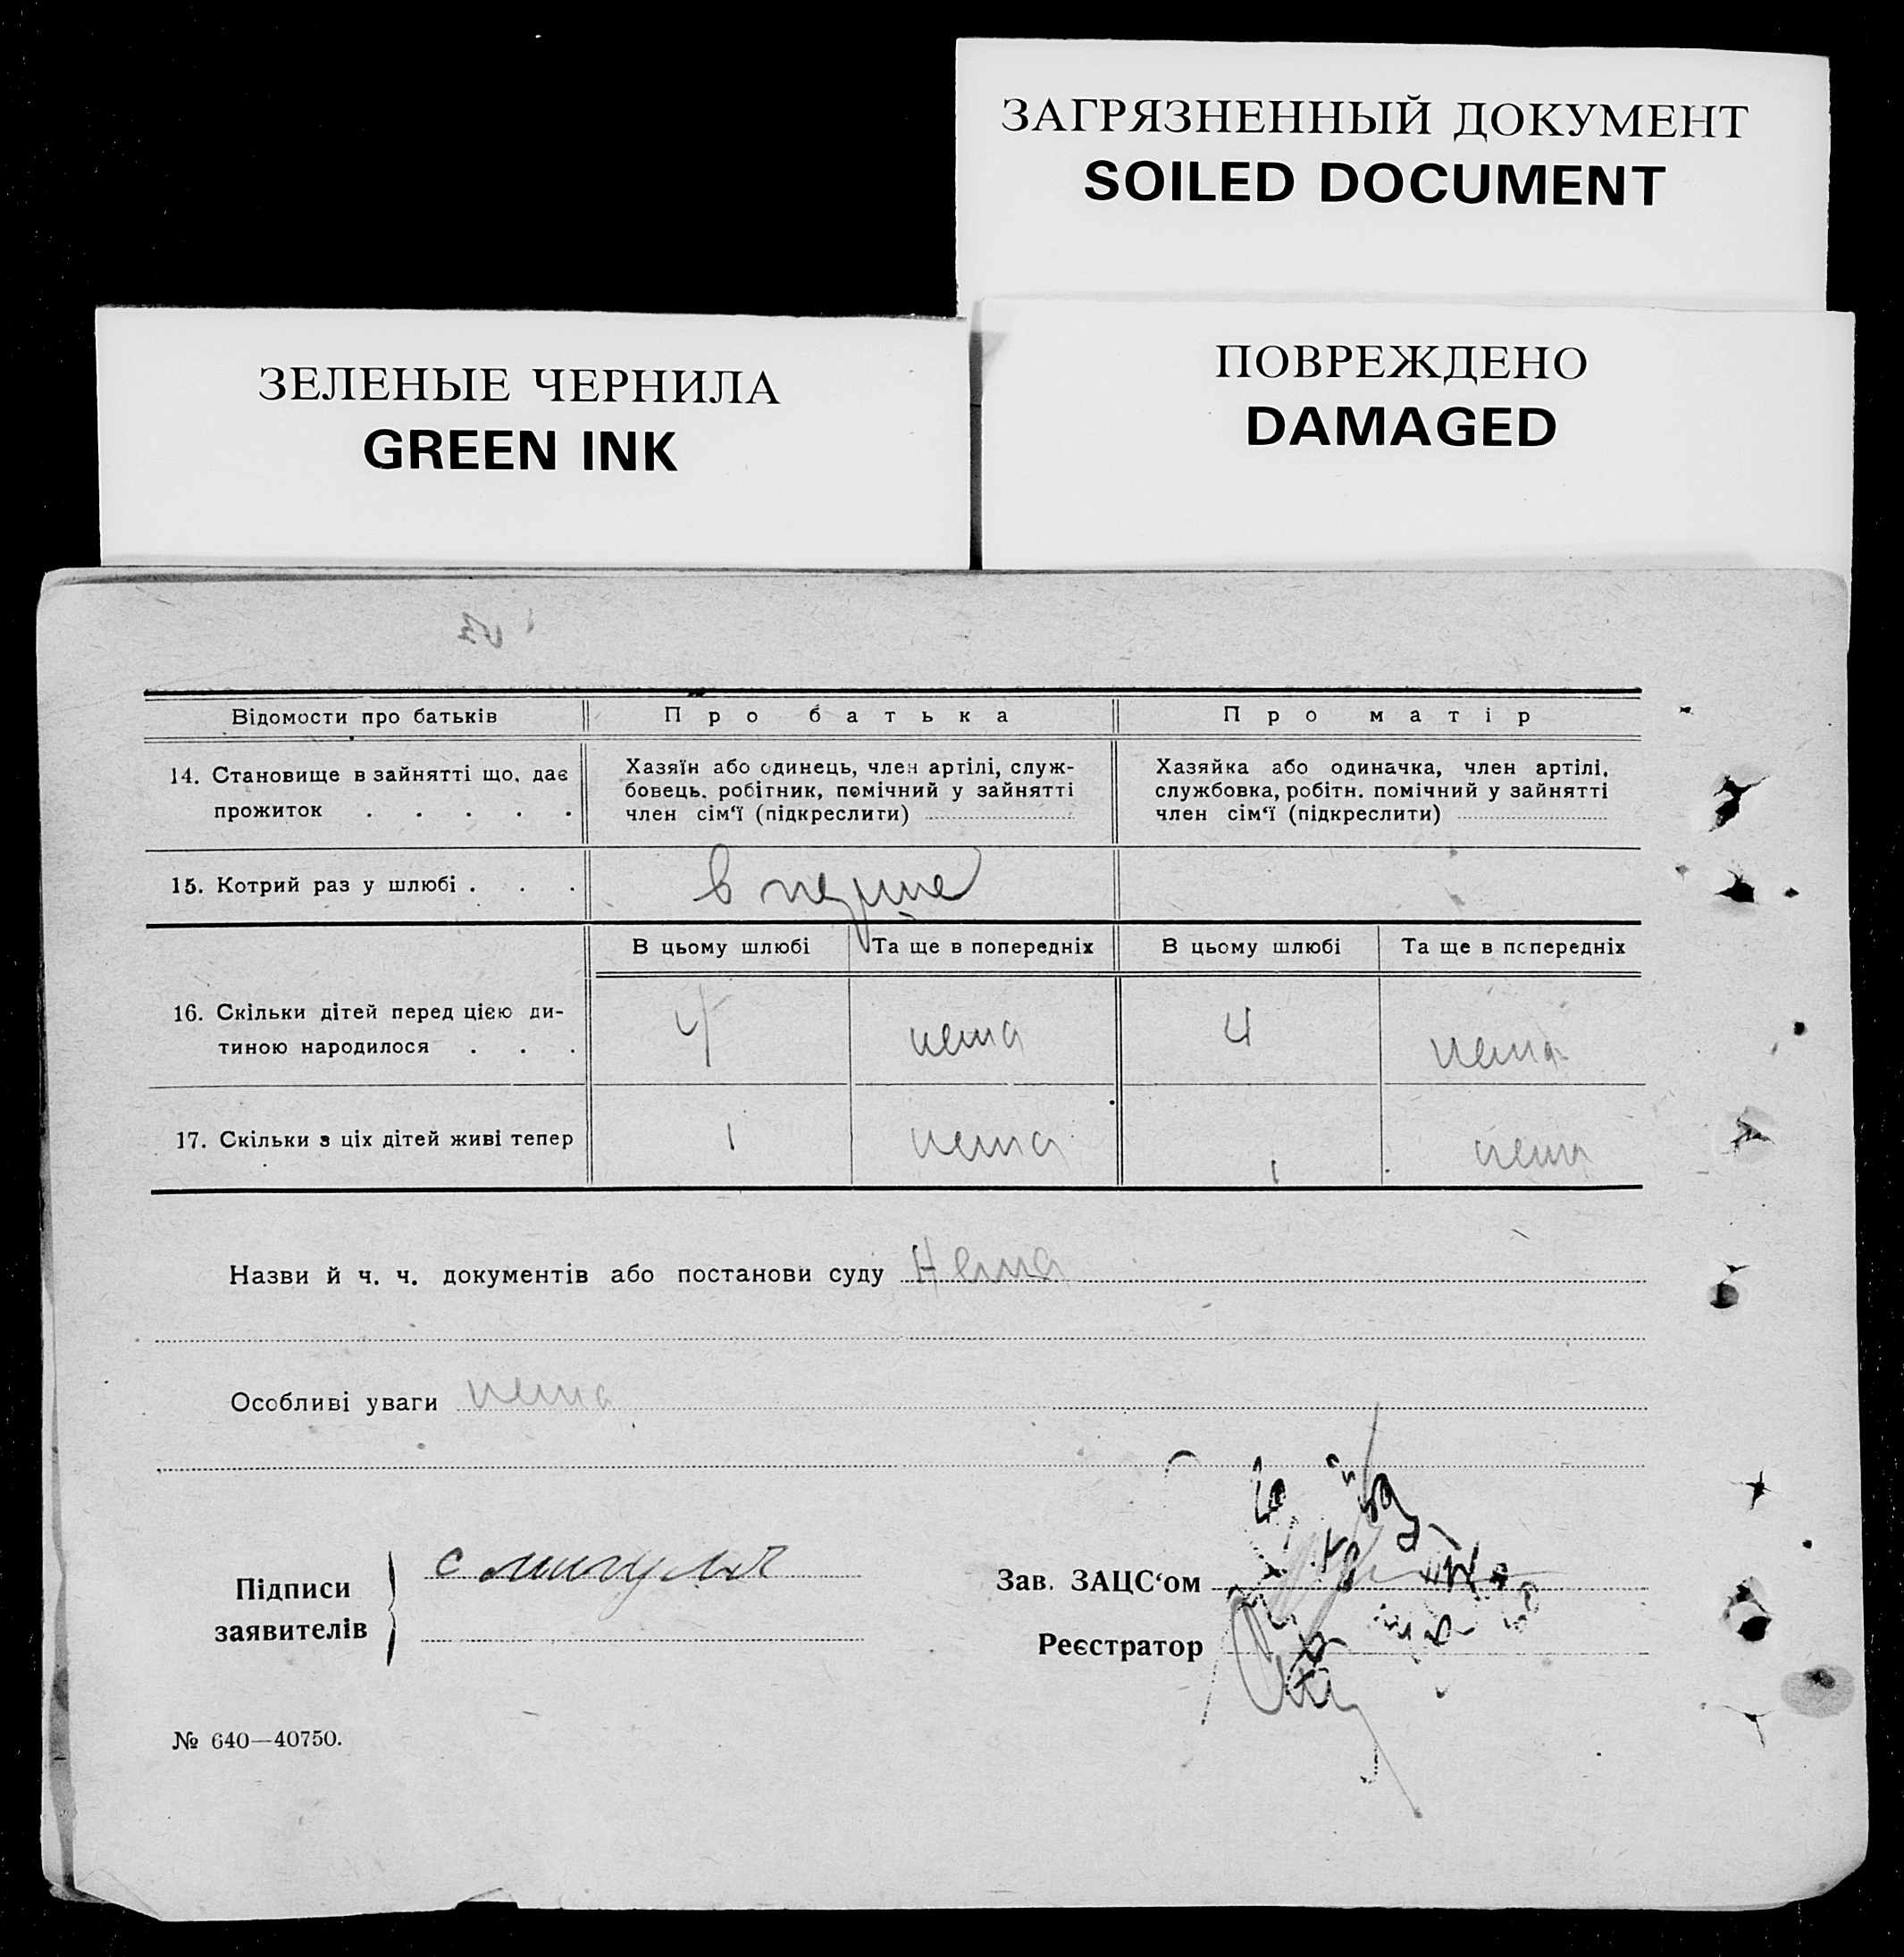 ЗАГРЯЗНЕННЫЙ ДОКУМЕНТ
SOILED DOCUMENT
ЗЕЛЕНЫЕ ЧЕРНИЛА
GREEN INK
ПОВРЕЖДЕНО
DAMAGED
Відомости про батьків Про батька Про матір
14. Становище в зайнятті що, дає прожиток . . . . .
Хазяїн або одинець, член артілі, служ-
бовець, робітник, помічний у зайнятті
член сім‘ї (підкреслити)
Хазяйка або одиначка, член артілі,
службовка, робітн. помічний у зайнятті
член сім‘ї (підкреслити)
15. Котрий раз у шлюбі . . . в перше
В цьому шлюбі Та ще в попередніх В цьому шлюбі Та ще в попередніх
16. Скільки дітей перед цією ди-
тиною народилося . . . 4 нема 4 нема
17. Скільки з ціх дітей живі тепер 1 нема 1 нема
Назви й ч. ч. документів або постанови суду Нема
Особливі уваги нема
Підписи
заявителів
Зав. ЗАЦС‘ом
Реєстратор
№ 640—40750.